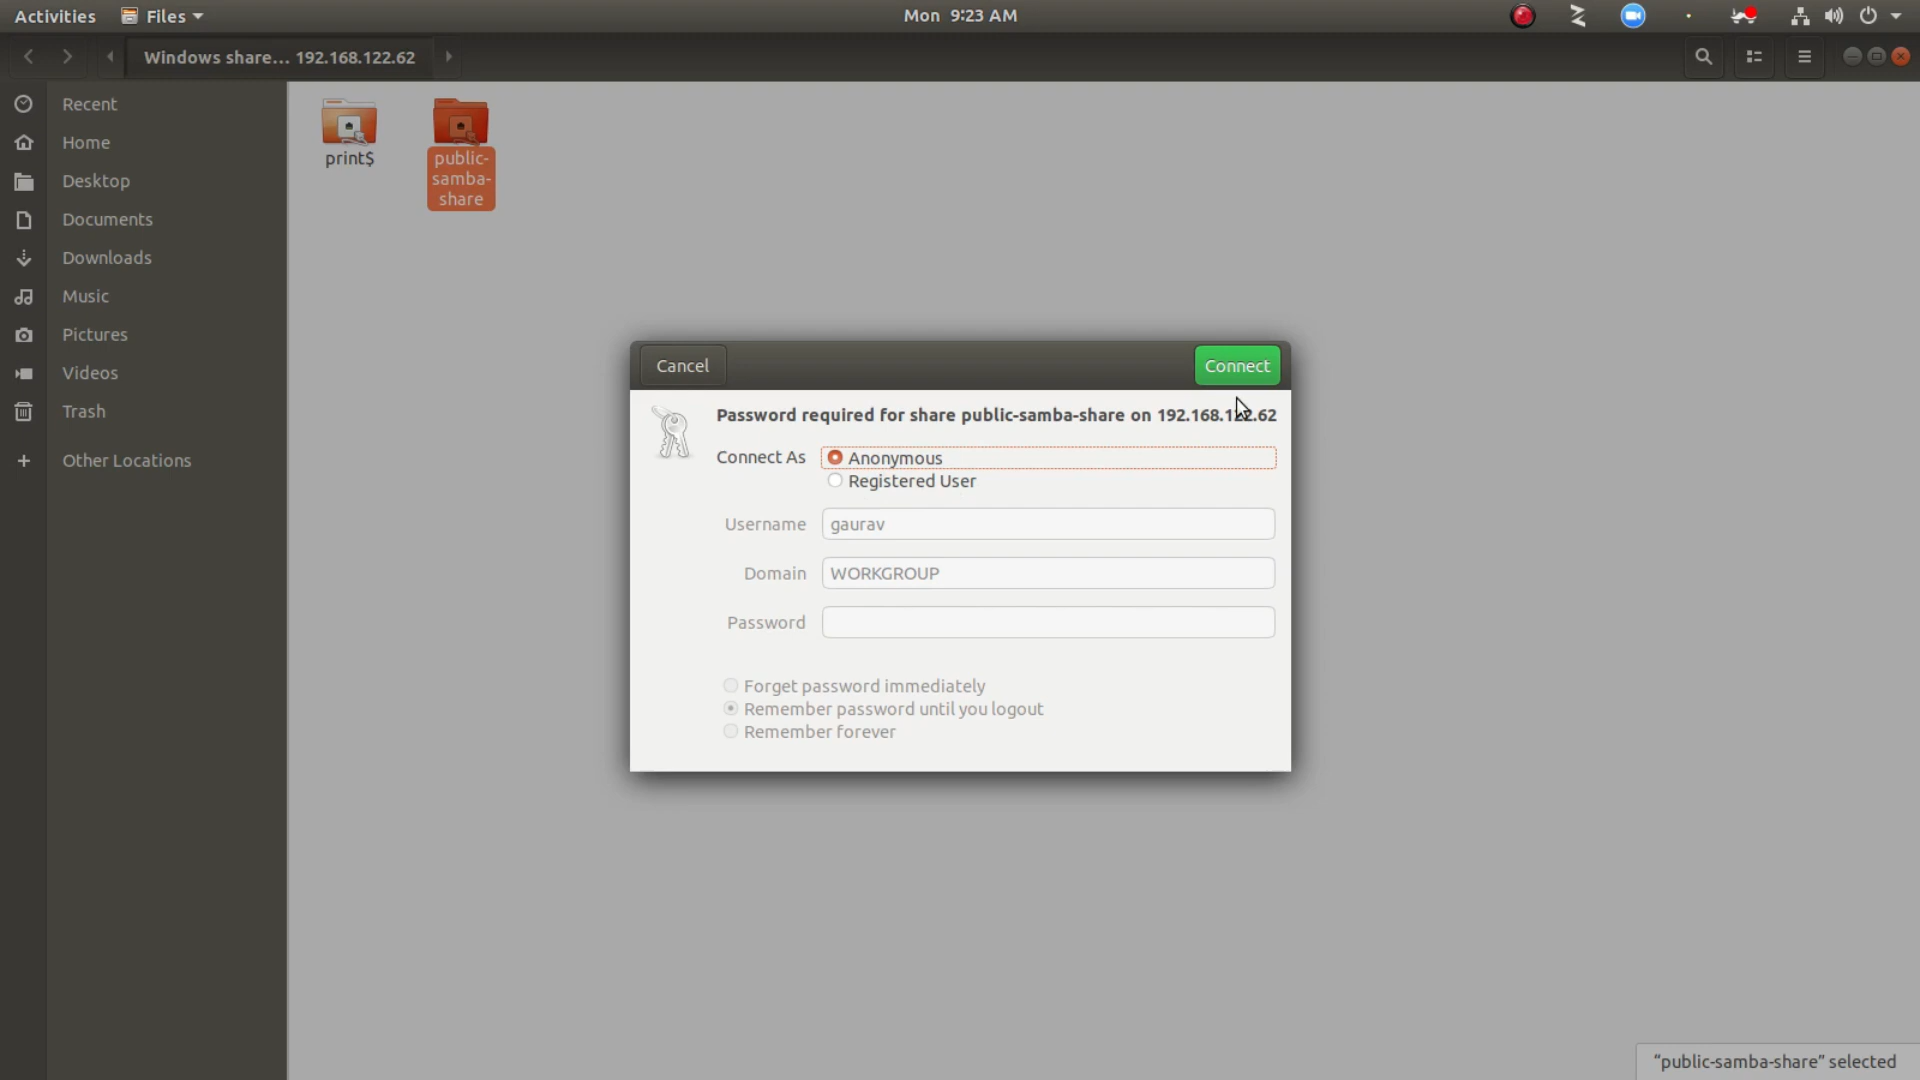 Activities Files Mon 9:23 AM
Windows share... 192.168.122.62
Recent
Home
Desktop
Documents
Downloads
Music
Pictures
Videos
Trash
+ Other Locations
print$
public-
samba-
share
Cancel Connect
Password required for share public-samba-share on 192.168.122.62
Connect As Anonymous
Registered User
Username gaurav
Domain WORKGROUP
Password
Forget password immediately
Remember password until you logout
Remember forever
“public-samba-share” selected